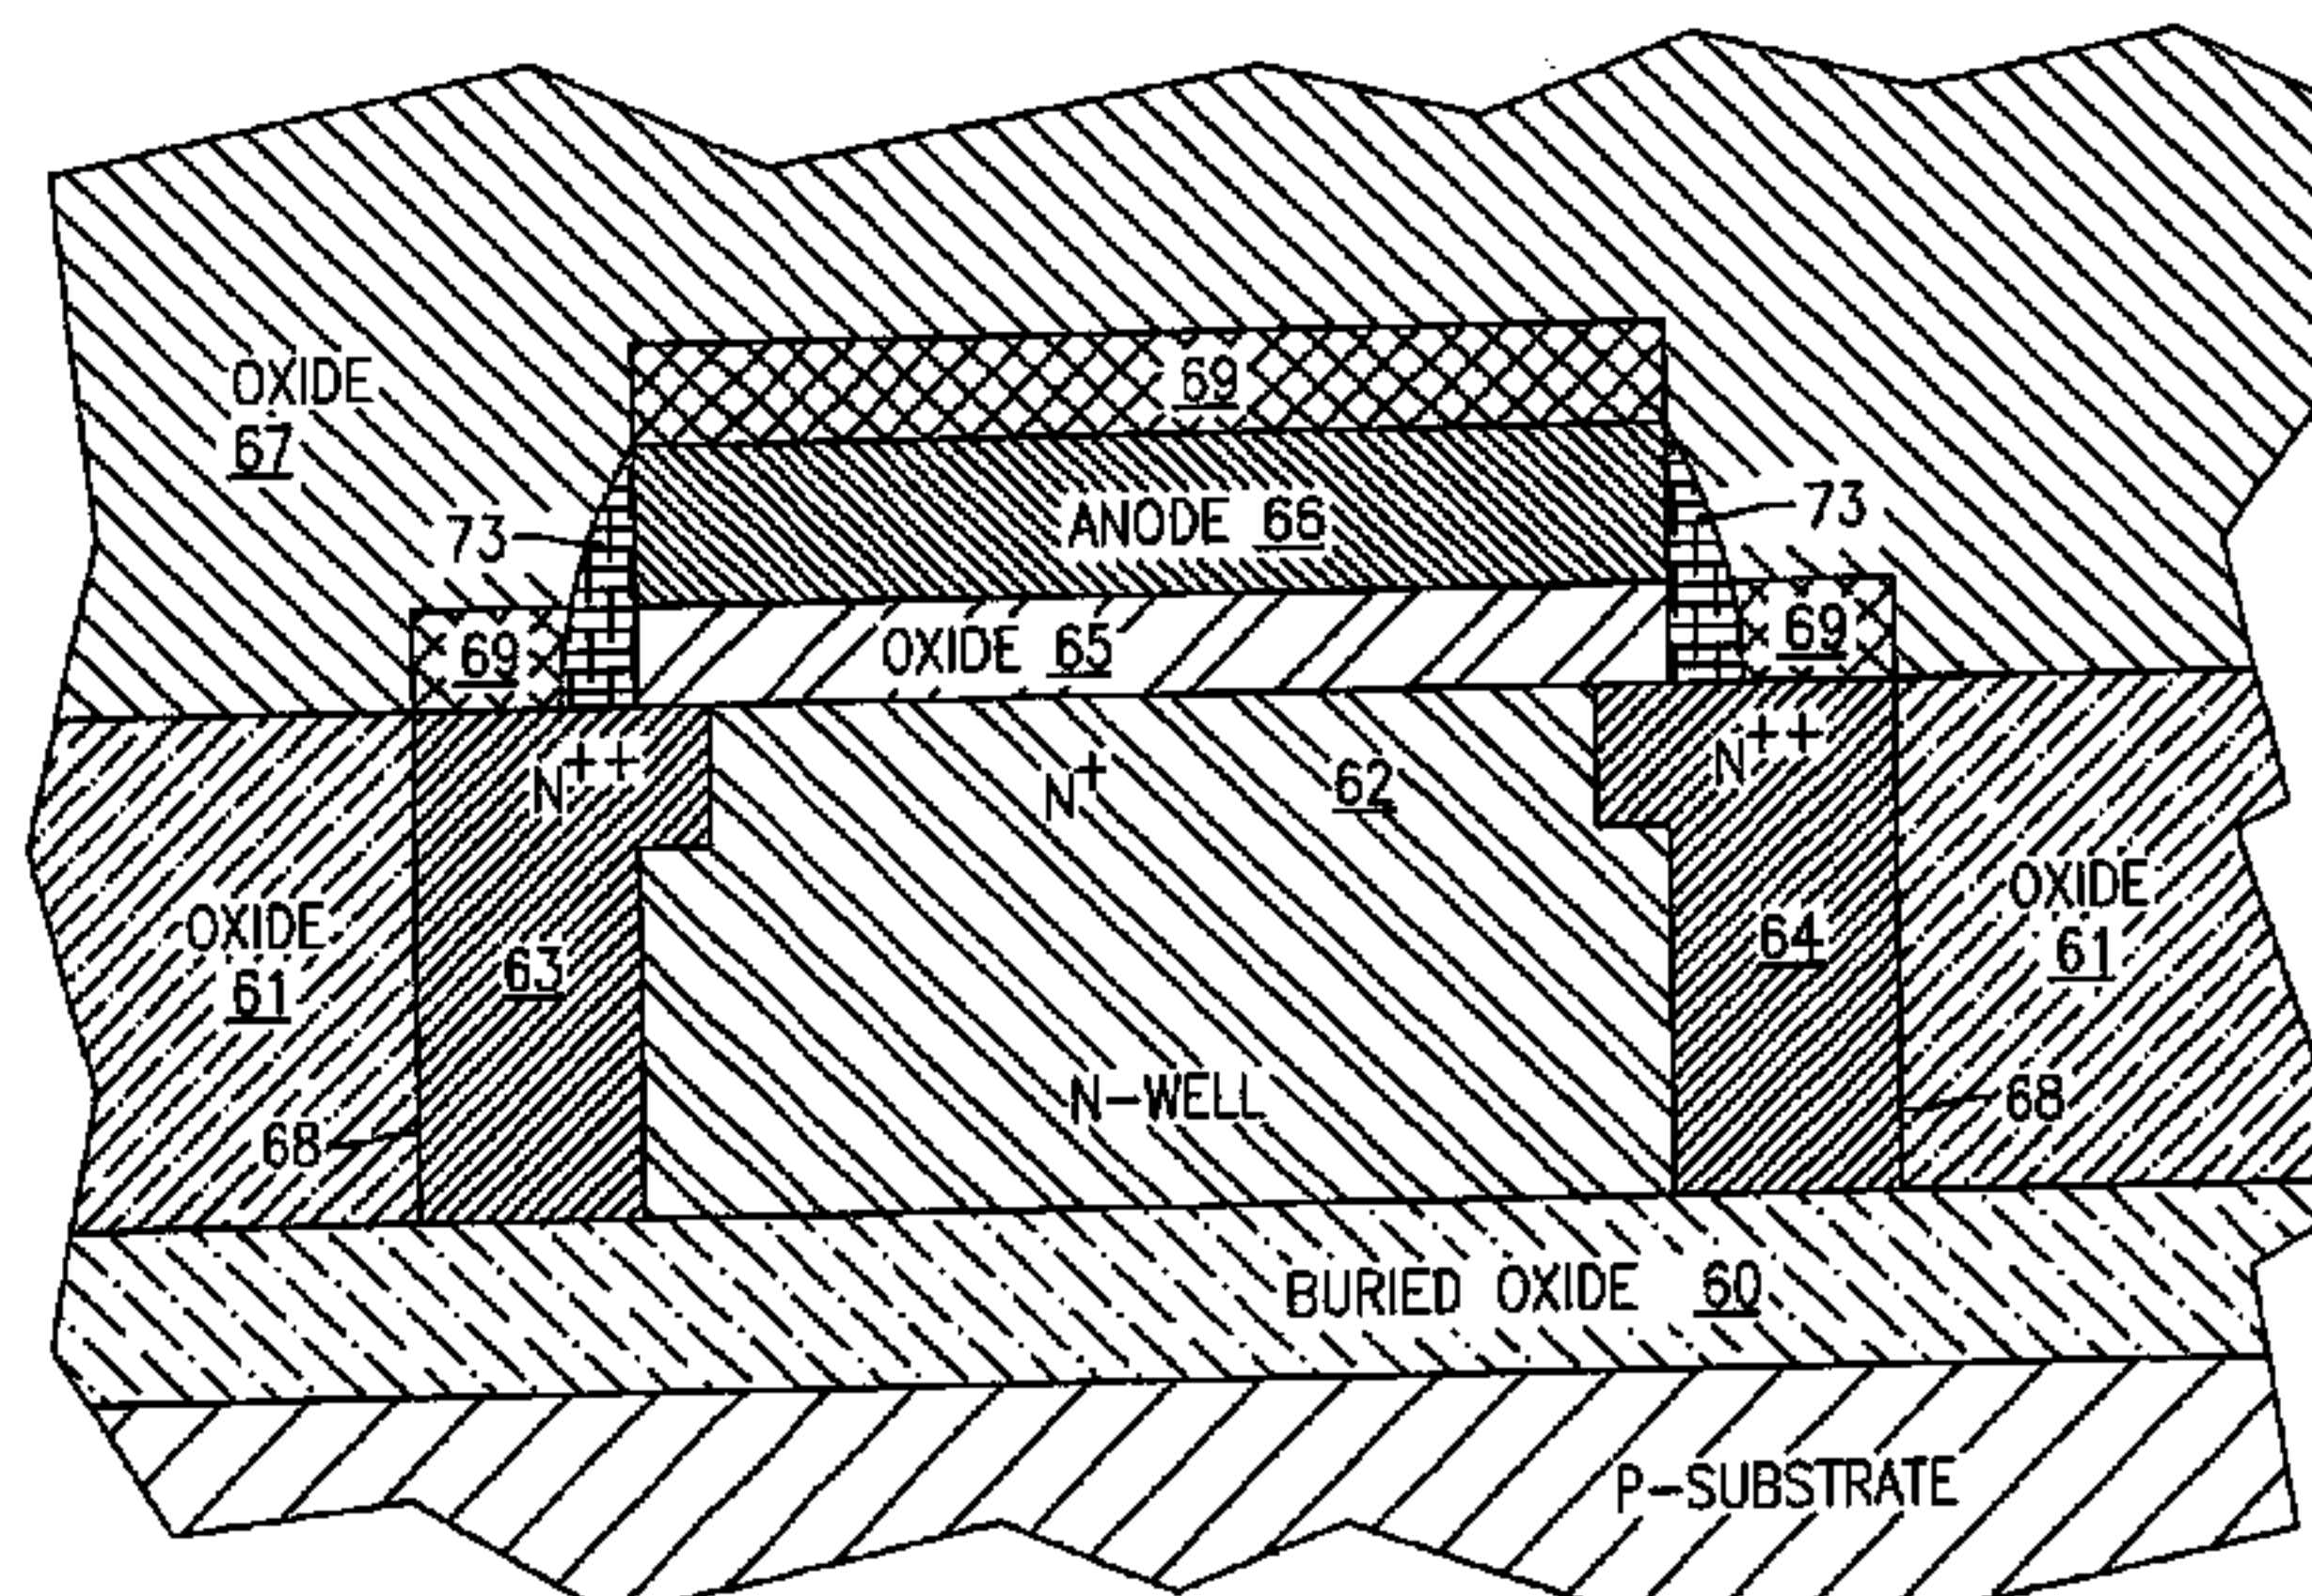 OXIDE
67
69
73
ANODE 66
73
69
OXIDE 65
69
N++
N+
62
N++
OXIDE
61
63
64
OXIDE
61
N-WELL
68
68
BURIED OXIDE 60
P-SUBSTRATE